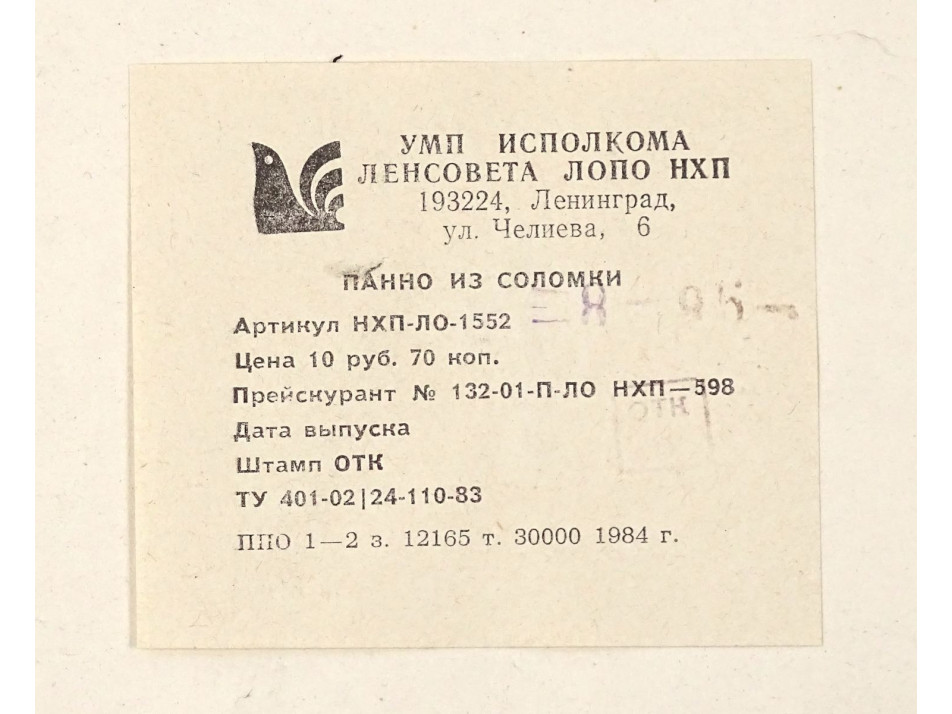 УМП ИСПОЛКОМА
ЛЕНСОВЕТА ЛОПО НХП
193224, Ленинград,
ул. Челиева, 6
ПАННО ИЗ СОЛОМКИ
Артикул НХП-ЛО-1552
Цена 10 руб. 70 коп.
Прейскурант № 132-01-П-ЛО НХП—598
Дата выпуска
Штамп ОТК
ТУ 401-02|24-110-83
ППО 1—2 з. 12165 т. 30000 1984 г.